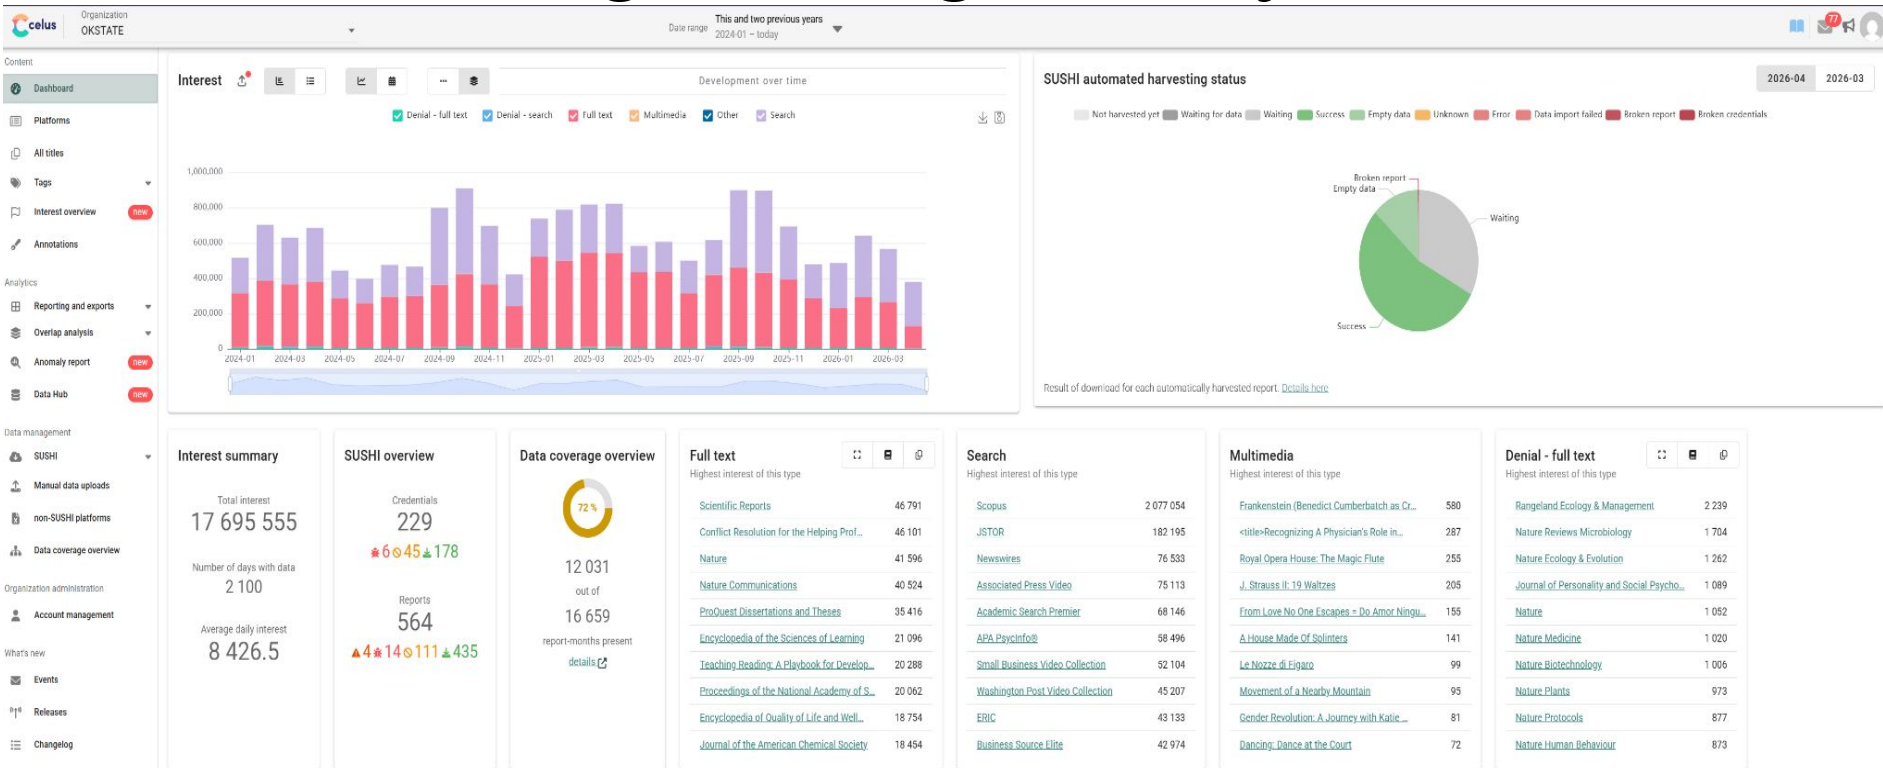 celus
Organization
OKSTATE
Date range
This and two previous years
2024-01 – today
77
Content
Dashboard
Platforms
All titles
Tags
Interest overview new
Annotations
Analytics
Reporting and exports
Overlap analysis
Anomaly report new
Data Hub new
Data management
SUSHI
Manual data uploads
non-SUSHI platforms
Data coverage overview
Organization administration
Account management
What's new
Events
Releases
Changelog
Interest
Development over time
Denial - full text Denial - search Full text Multimedia Other Search
1,000,000
800,000
600,000
400,000
200,000
0
2024-01 2024-03 2024-05 2024-07 2024-09 2024-11 2025-01 2025-03 2025-05 2025-07 2025-09 2025-11 2026-01 2026-03
SUSHI automated harvesting status
2026-04 2026-03
Not harvested yet Waiting for data Waiting Success Empty data Unknown Error Data import failed Broken report Broken credentials
Broken report
Empty data
Waiting
Success
Result of download for each automatically harvested report. Details here
Interest summary
Total interest
17 695 555
Number of days with data
2 100
Average daily interest
8 426.5
SUSHI overview
Credentials
229
6 45 178
Reports
564
4 14 111 435
Data coverage overview
72 %
12 031
out of
16 659
report-months present
details
Full text
Highest interest of this type
Scientific Reports 46 791
Conflict Resolution for the Helping Prof... 46 101
Nature 41 596
Nature Communications 40 524
ProQuest Dissertations and Theses 35 416
Encyclopedia of the Sciences of Learning 21 096
Teaching Reading: A Playbook for Develop... 20 288
Proceedings of the National Academy of S... 20 062
Encyclopedia of Quality of Life and Well... 18 754
Journal of the American Chemical Society 18 454
Search
Highest interest of this type
Scopus 2 077 054
JSTOR 182 195
Newswires 76 533
Associated Press Video 75 113
Academic Search Premier 68 146
APA PsycInfo® 58 496
Small Business Video Collection 52 104
Washington Post Video Collection 45 207
ERIC 43 133
Business Source Elite 42 974
Multimedia
Highest interest of this type
Frankenstein (Benedict Cumberbatch as Cr... 580
<title>Recognizing A Physician's Role in... 287
Royal Opera House: The Magic Flute 255
J. Strauss II: 19 Waltzes 205
From Love No One Escapes = Do Amor Ningu... 155
A House Made Of Splinters 141
Le Nozze di Figaro 99
Movement of a Nearby Mountain 95
Gender Revolution: A Journey with Katie ... 81
Dancing: Dance at the Court 72
Denial - full text
Highest interest of this type
Rangeland Ecology & Management 2 239
Nature Reviews Microbiology 1 704
Nature Ecology & Evolution 1 262
Journal of Personality and Social Psycho... 1 089
Nature 1 052
Nature Medicine 1 020
Nature Biotechnology 1 006
Nature Plants 973
Nature Protocols 877
Nature Human Behaviour 873